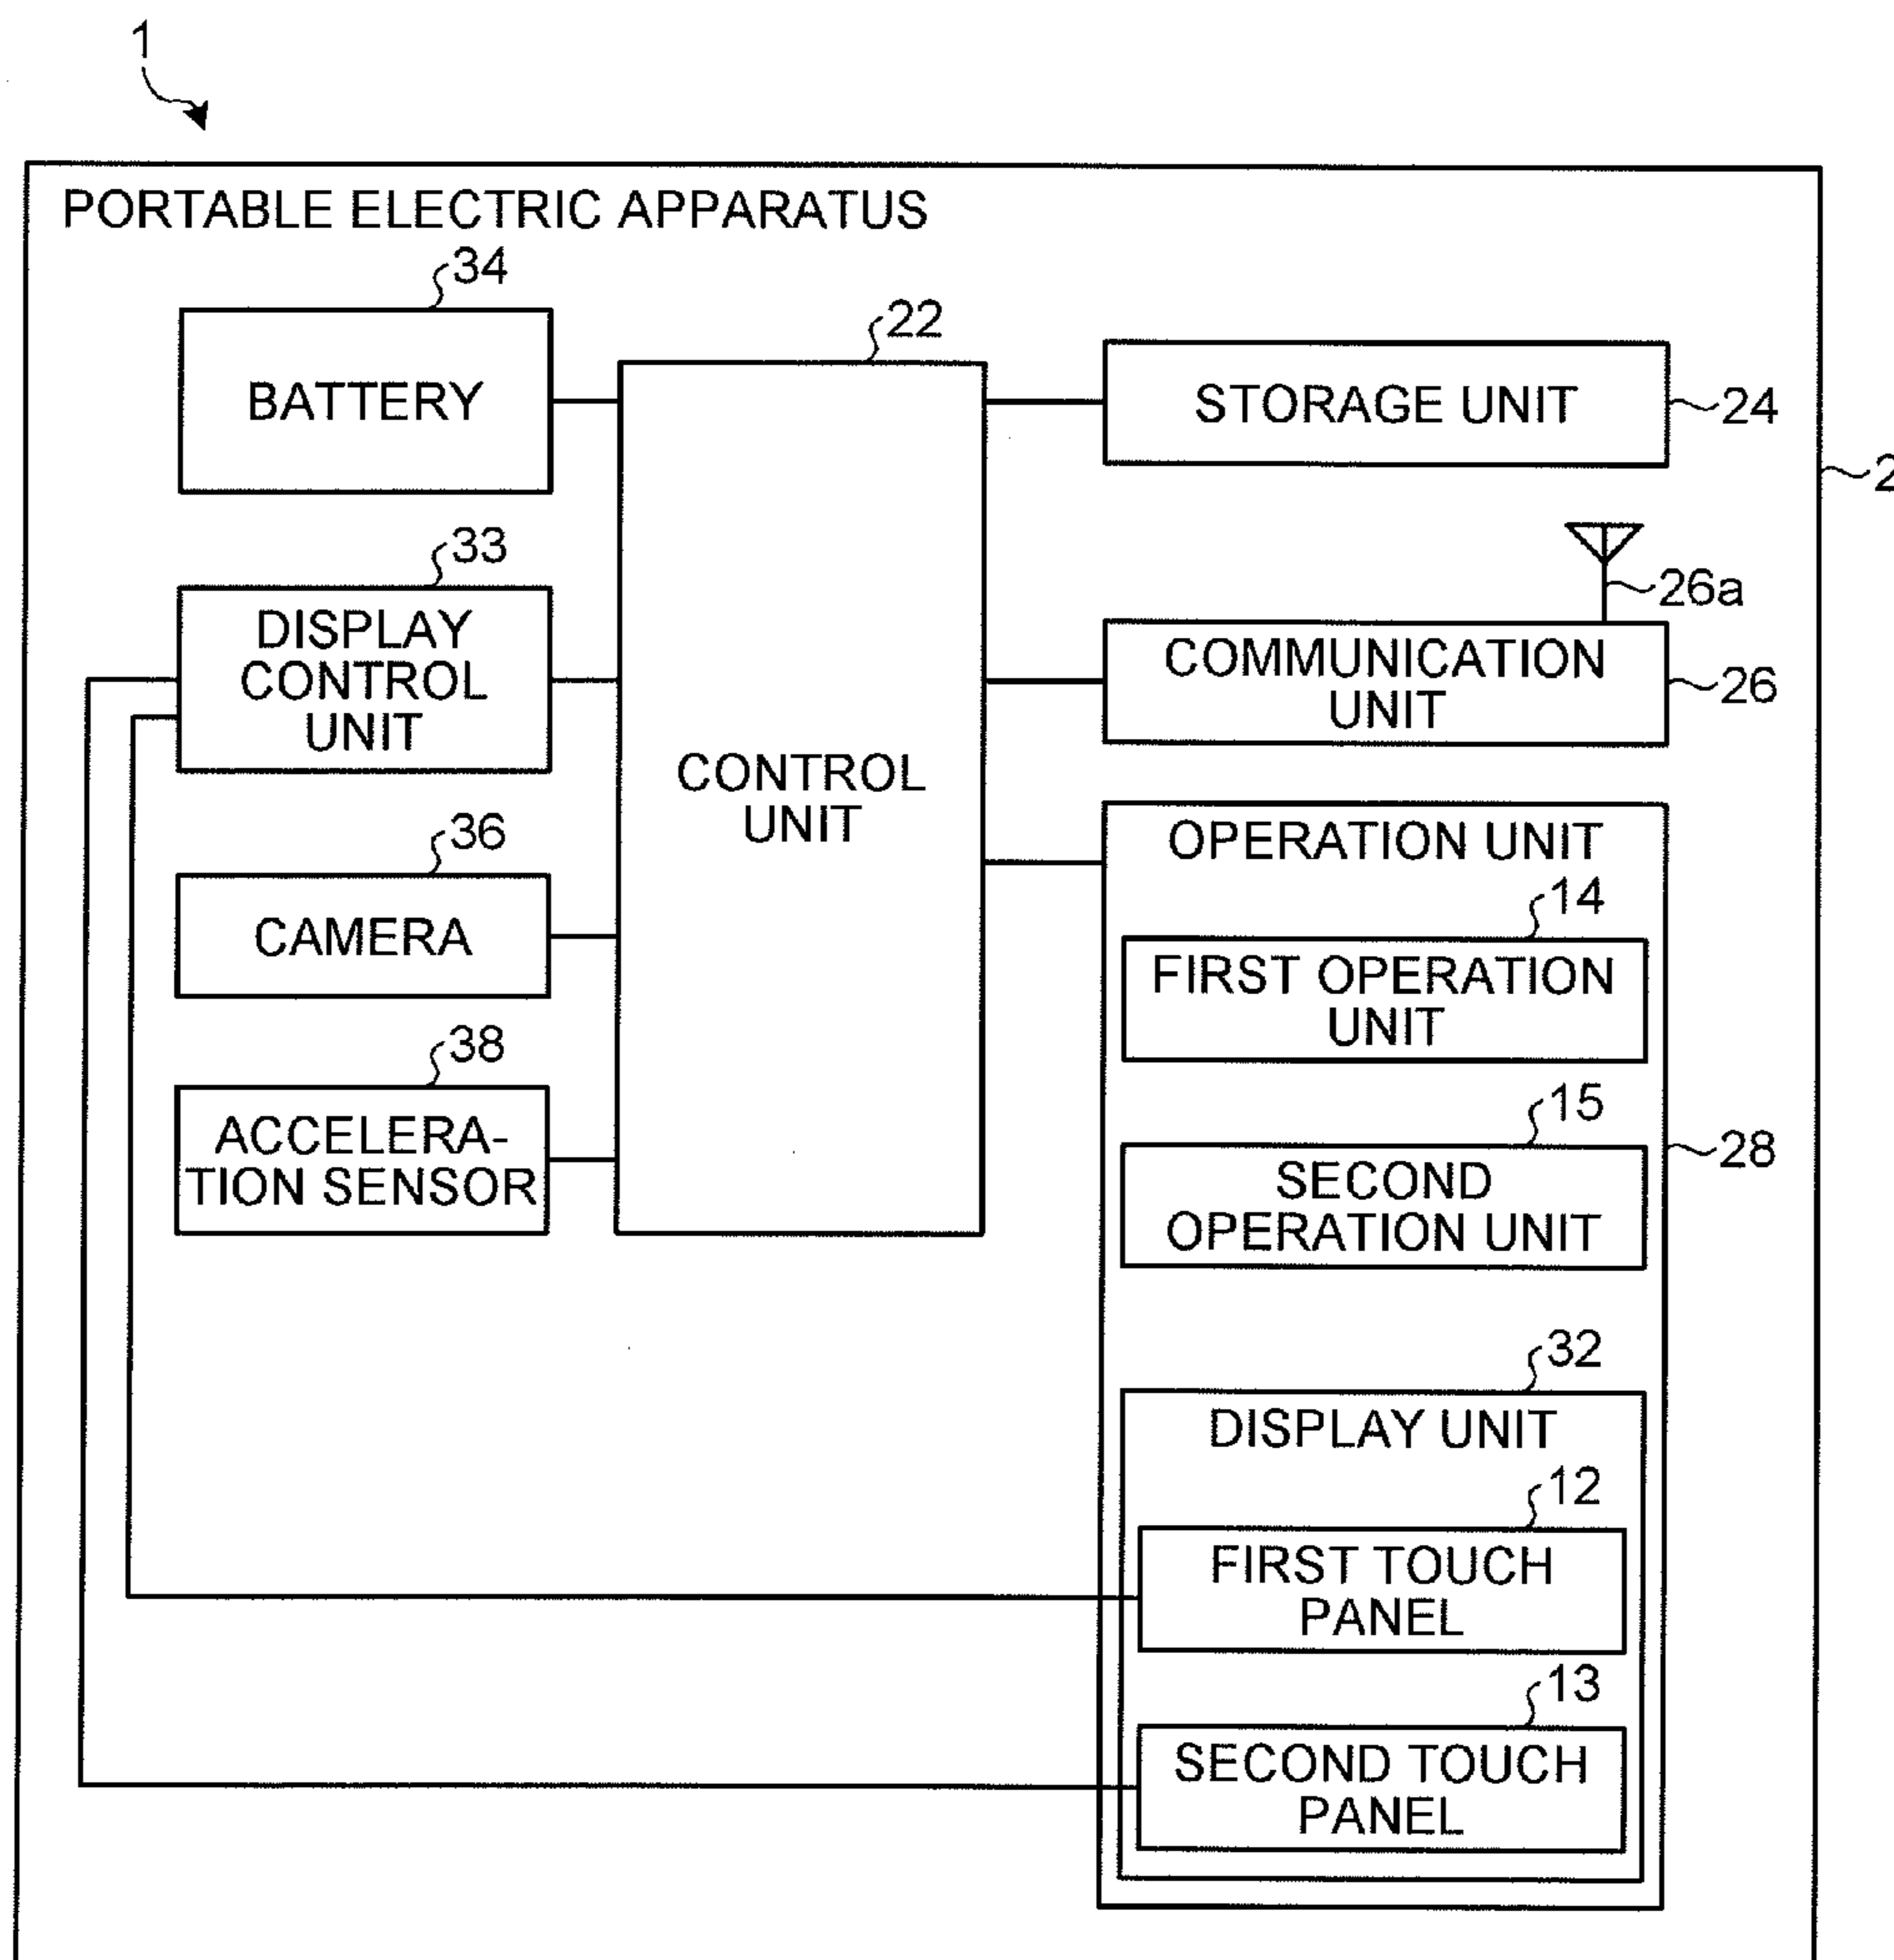 1
PORTABLE ELECTRIC APPARATUS
34
BATTERY
22
CONTROL
UNIT
STORAGE UNIT
24
2
33
DISPLAY
CONTROL
UNIT
26a
COMMUNICATION
UNIT
26
36
CAMERA
38
ACCELERA-
TION SENSOR
OPERATION UNIT
14
FIRST OPERATION
UNIT
15
SECOND
OPERATION UNIT
28
32
DISPLAY UNIT
12
FIRST TOUCH
PANEL
13
SECOND TOUCH
PANEL